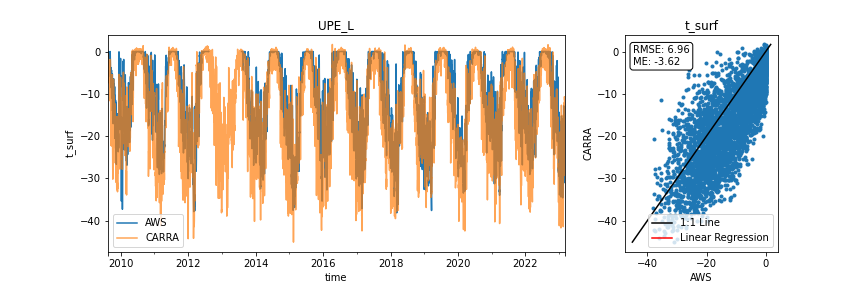 UPE_L
t_surf
0
−10
−20
−30
−40
AWS
CARRA
2010
2012
2014
2016
2018
2020
2022
time
t_surf
CARRA
0
−10
−20
−30
−40
RMSE: 6.96
ME: -3.62
1:1 Line
Linear Regression
−40
−20
0
AWS
t_surf